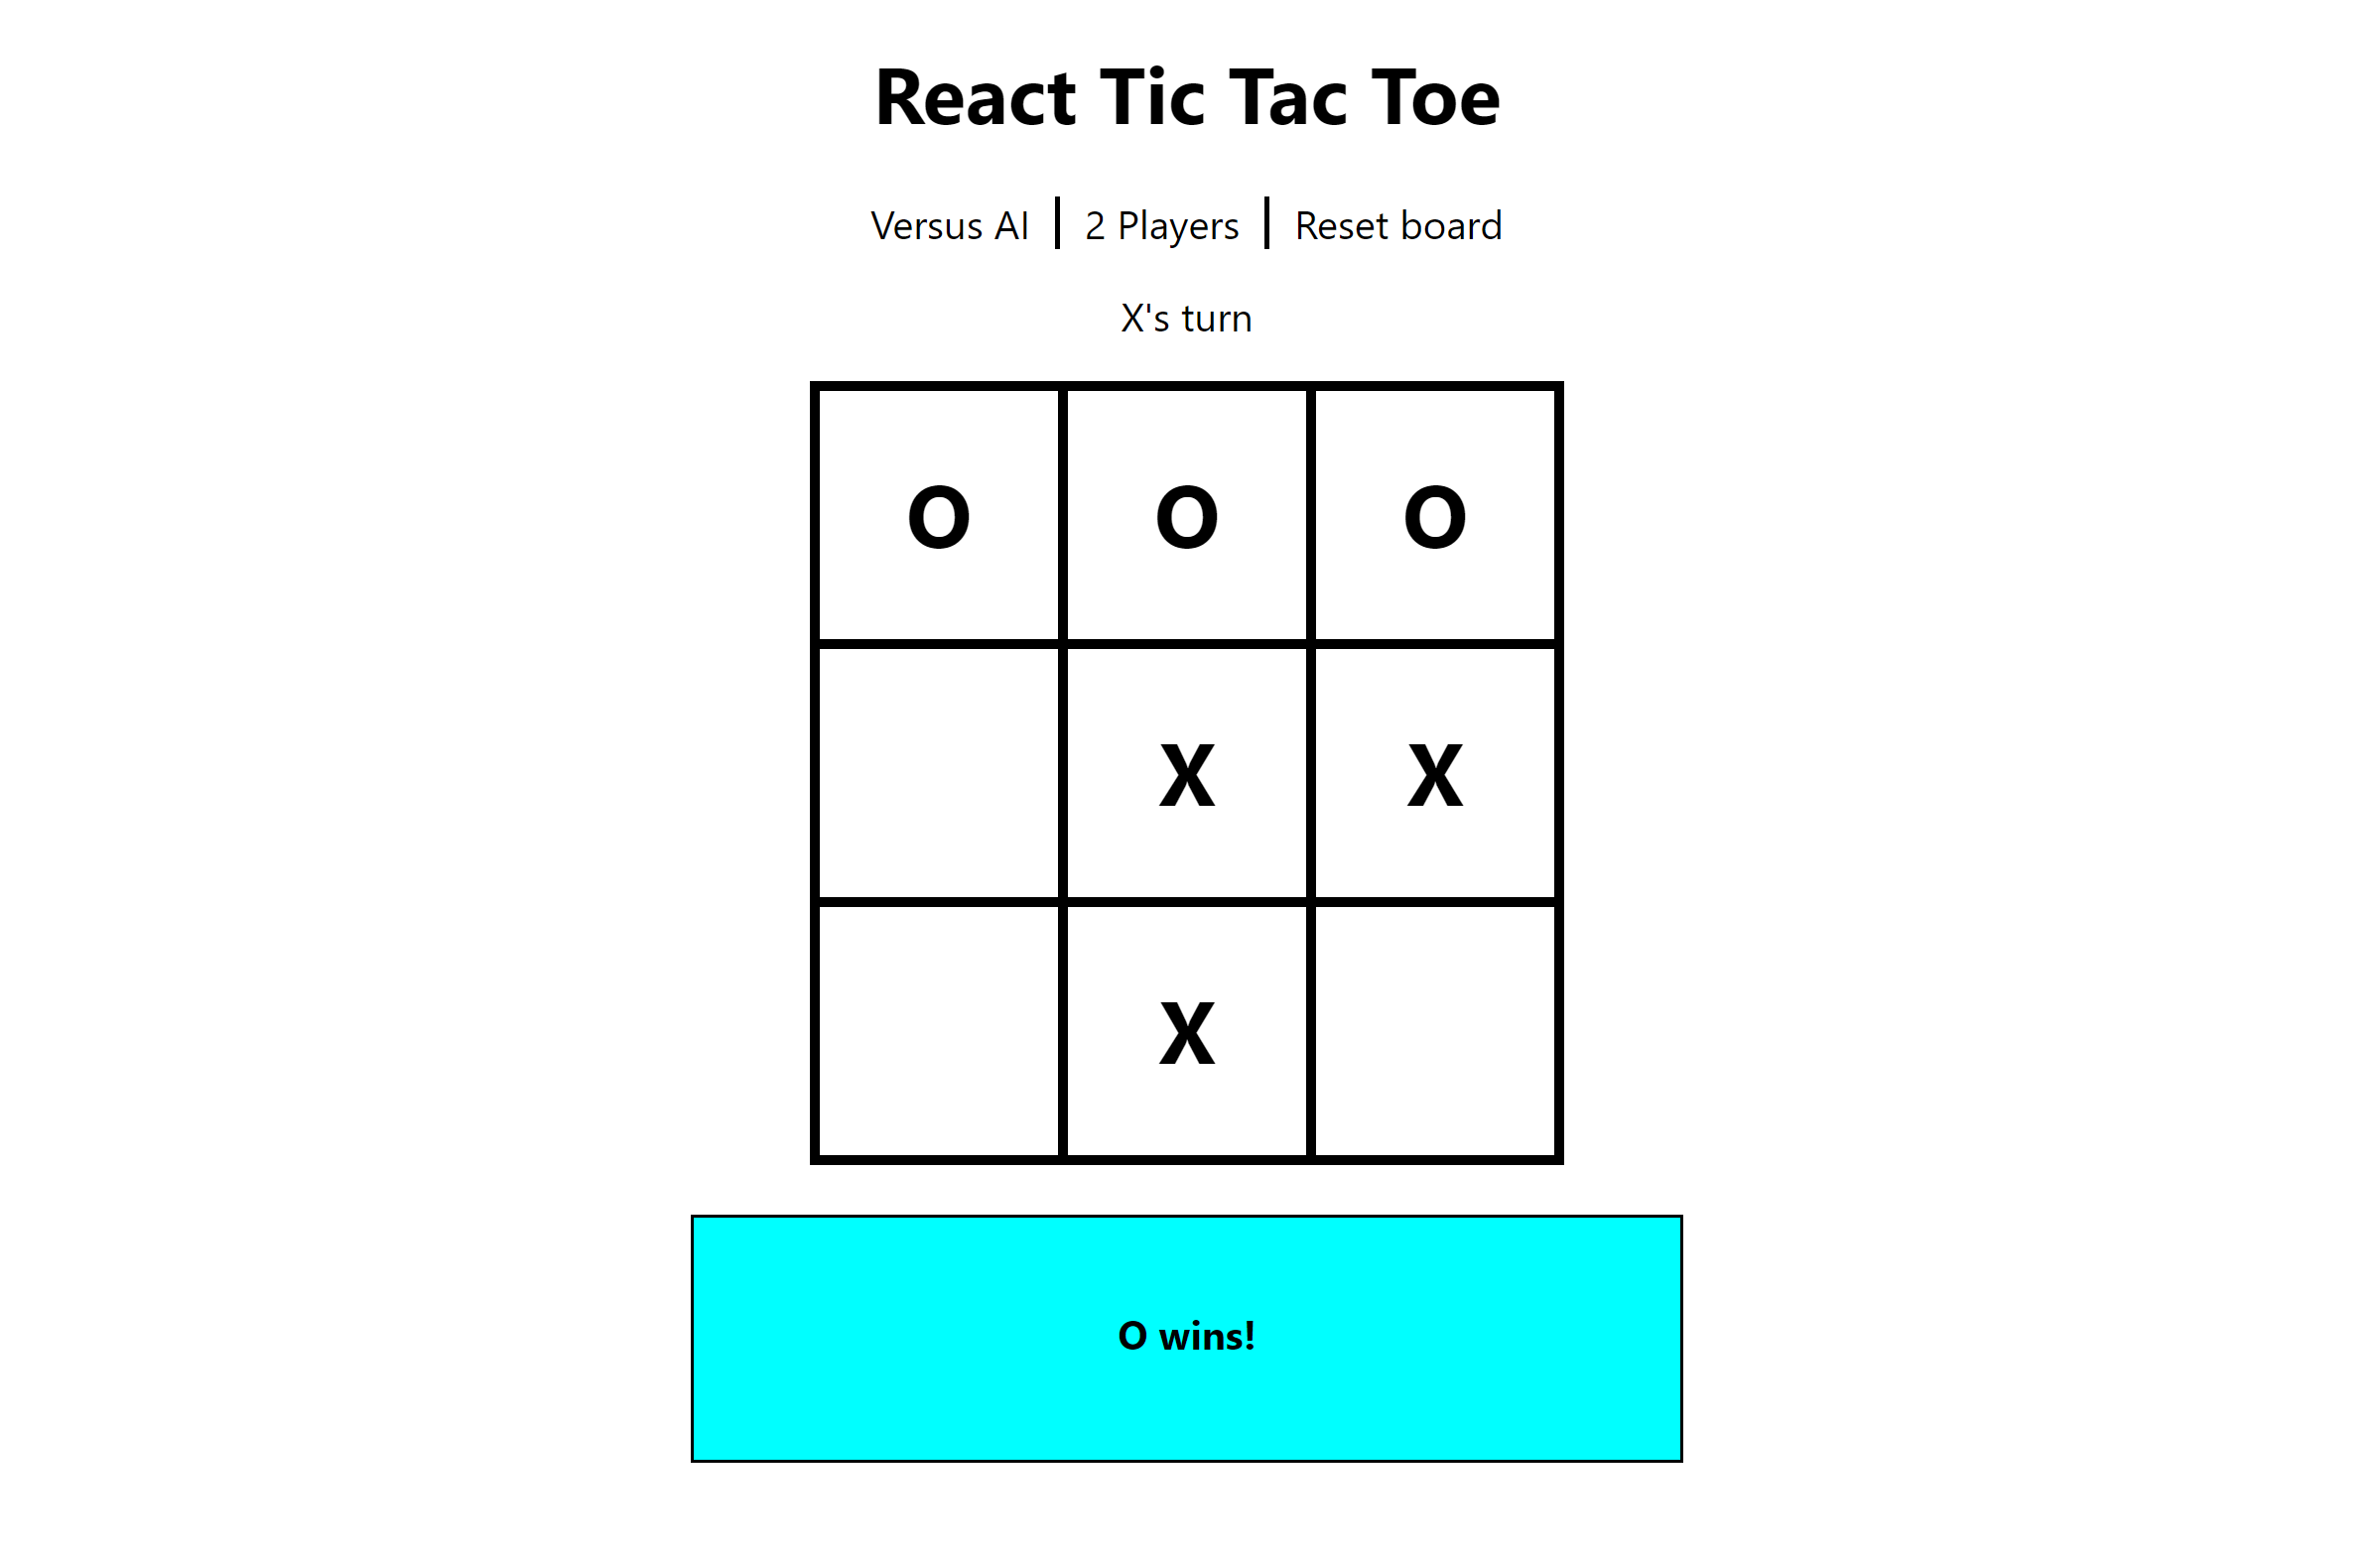 React Tic Tac Toe
Versus AI | 2 Players | Reset board
X's turn
O O O
X X
X
O wins!